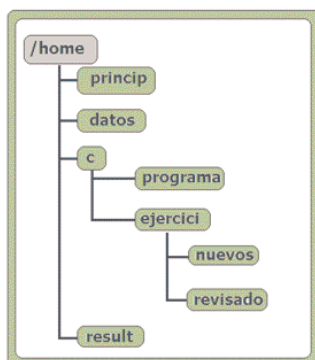 /home
princip
datos
c
programa
ejercici
nuevos
revisado
result